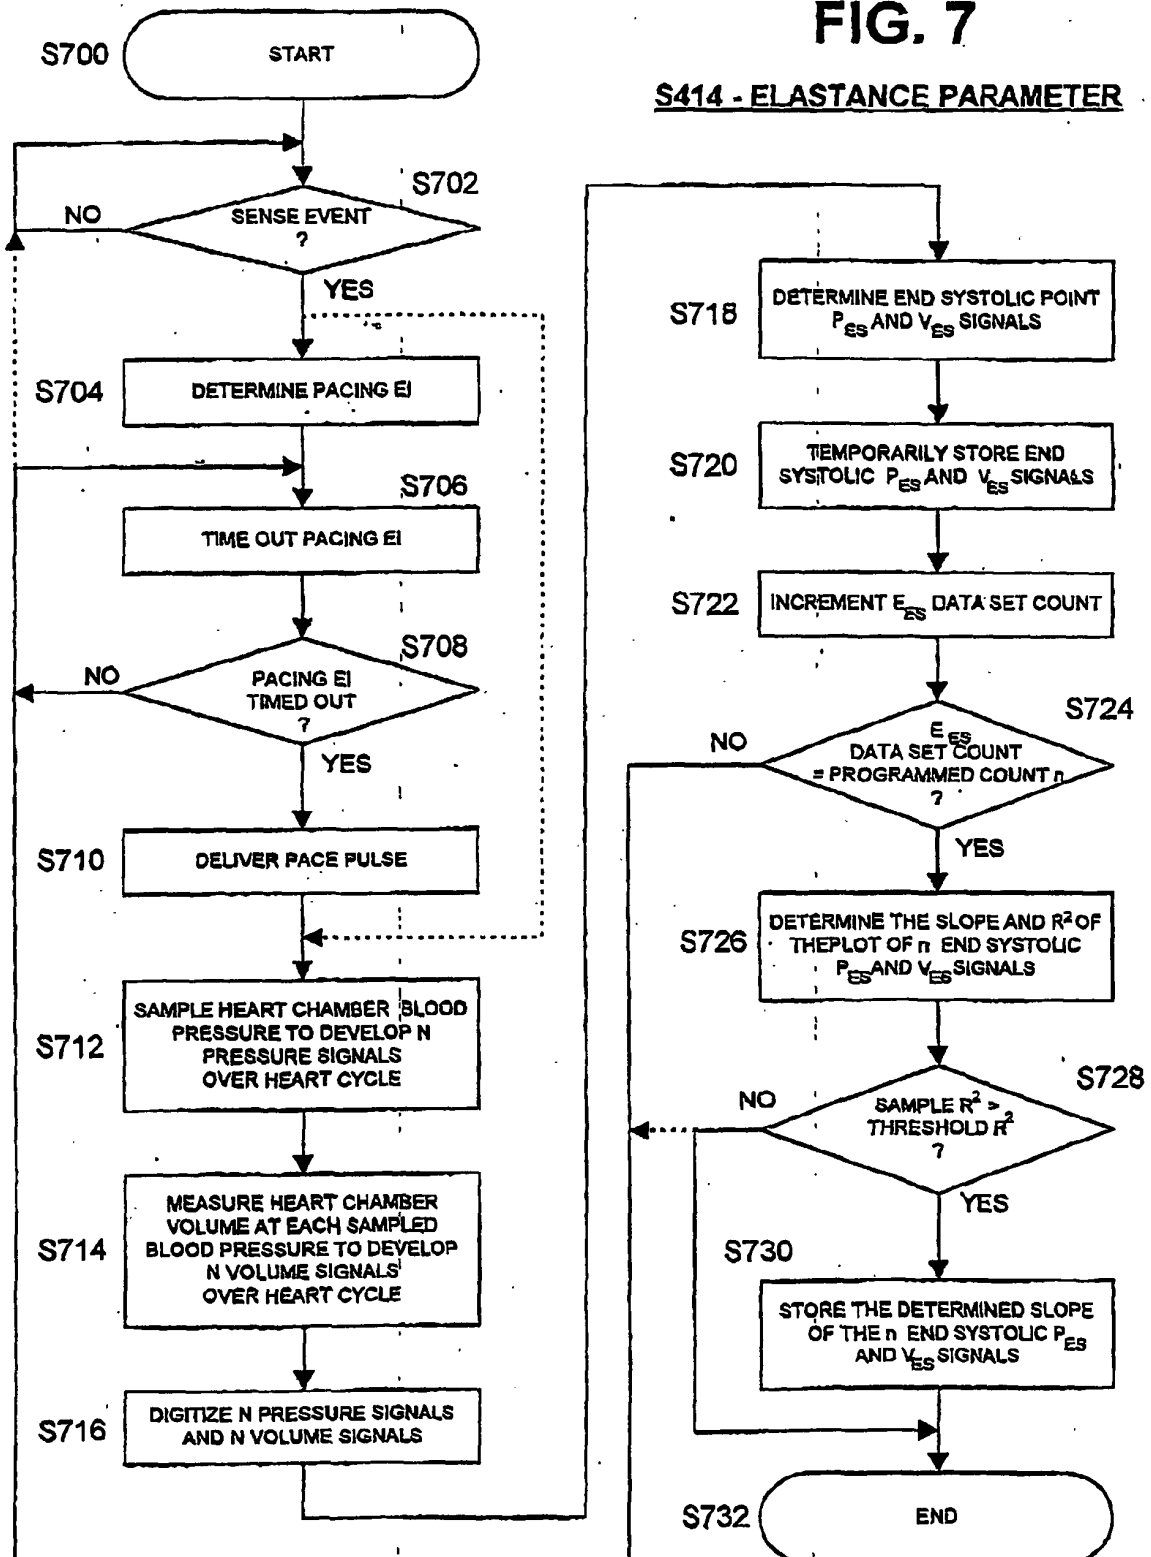 FIG. 7
S414 - ELASTANCE PARAMETER
S700
START
S702
SENSE EVENT
?
NO
YES
S704
DETERMINE PACING EI
S706
TIME OUT PACING EI
S708
PACING EI
TIMED OUT
?
NO
YES
S710
DELIVER PACE PULSE
S712
SAMPLE HEART CHAMBER BLOOD
PRESSURE TO DEVELOP N
PRESSURE SIGNALS
OVER HEART CYCLE
S714
MEASURE HEART CHAMBER
VOLUME AT EACH SAMPLED
BLOOD PRESSURE TO DEVELOP
N VOLUME SIGNALS
OVER HEART CYCLE
S716
DIGITIZE N PRESSURE SIGNALS
AND N VOLUME SIGNALS
S718
DETERMINE END SYSTOLIC POINT
PES AND VES SIGNALS
S720
TEMPORARILY STORE END
SYSTOLIC PES AND VES SIGNALS
S722
INCREMENT EES DATA SET COUNT
S724
EES
DATA SET COUNT
= PROGRAMMED COUNT n
?
NO
YES
S726
DETERMINE THE SLOPE AND R² OF
THEPLOT OF n END SYSTOLIC
PES AND VES SIGNALS
S728
SAMPLE R² >
THRESHOLD R²
?
NO
YES
S730
STORE THE DETERMINED SLOPE
OF THE n END SYSTOLIC PES
AND VES SIGNALS
S732
END